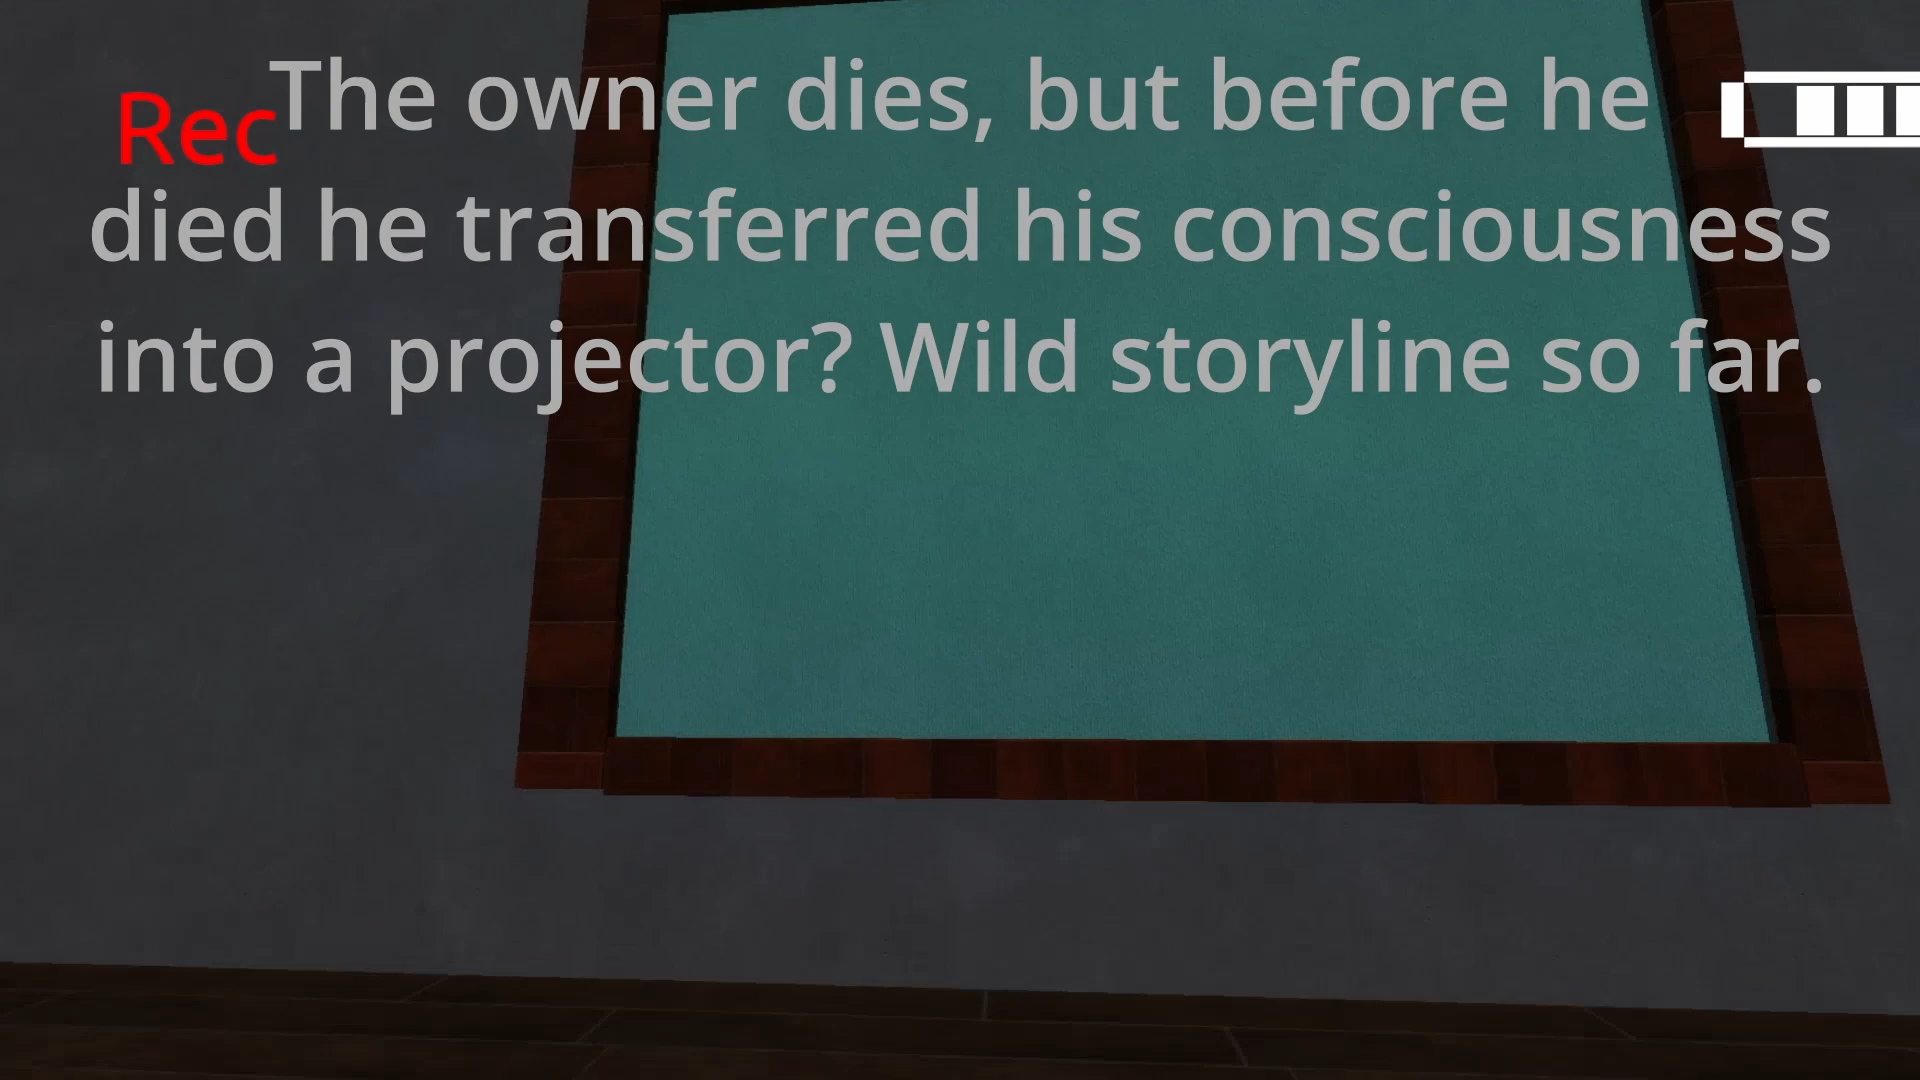 Rec
The owner dies, but before he
died he transferred his consciousness
into a projector? Wild storyline so far.